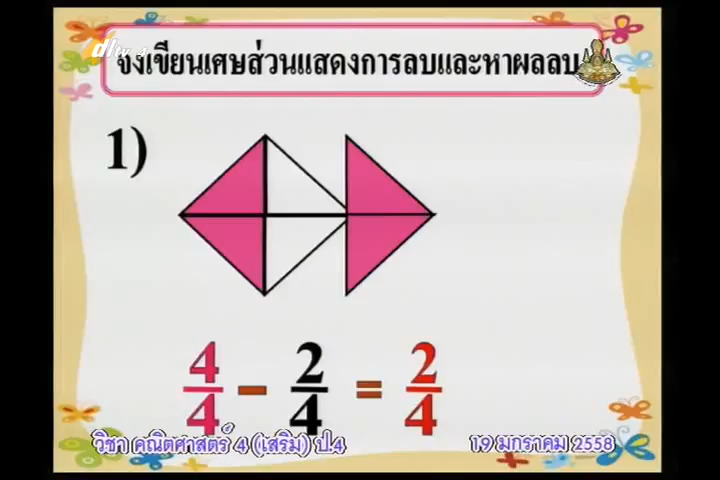 dltv 4
จงเขียนเศษส่วนแสดงการลบและหาผลลบ
1)
4/4 - 2/4 = 2/4
วิชา คณิตศาสตร์ 4 (เสริม) ป.4
19 มกราคม 2558